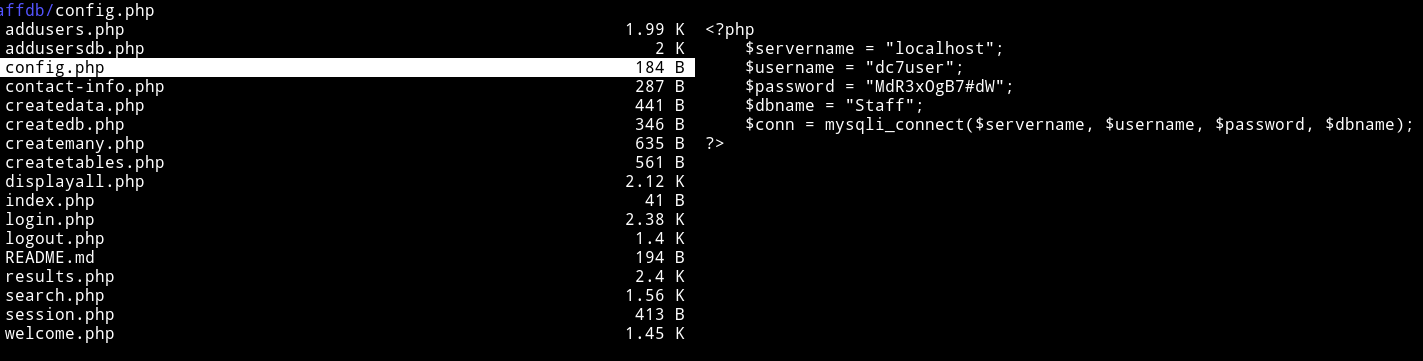 affdb/config.php
addusers.php 1.99 K
addusersdb.php 2 K
config.php 184 B
contact-info.php 287 B
createdata.php 441 B
createdb.php 346 B
createmany.php 635 B
createtables.php 561 B
displayall.php 2.12 K
index.php 41 B
login.php 2.38 K
logout.php 1.4 K
README.md 194 B
results.php 2.4 K
search.php 1.56 K
session.php 413 B
welcome.php 1.45 K
<?php
    $servername = "localhost";
    $username = "dc7user";
    $password = "MdR3xOgB7#dW";
    $dbname = "Staff";
    $conn = mysqli_connect($servername, $username, $password, $dbname);
?>